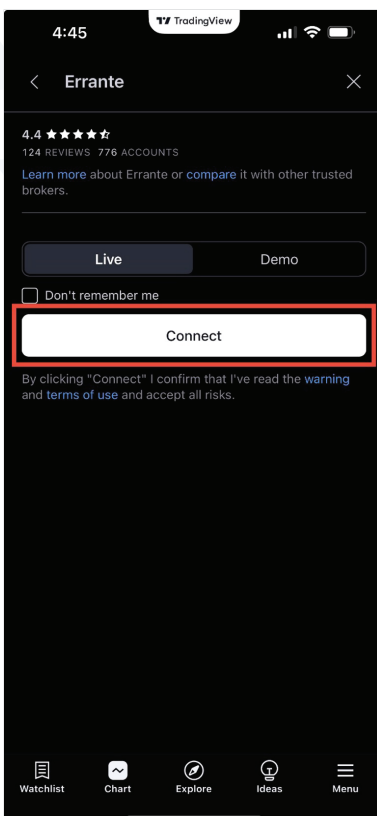 4:45
TradingView
Errante
4.4
124 REVIEWS 776 ACCOUNTS
Learn more about Errante or compare it with other trusted
brokers.
Live Demo
Don't remember me
Connect
By clicking "Connect" I confirm that I've read the warning
and terms of use and accept all risks.
Watchlist Chart Explore Ideas Menu